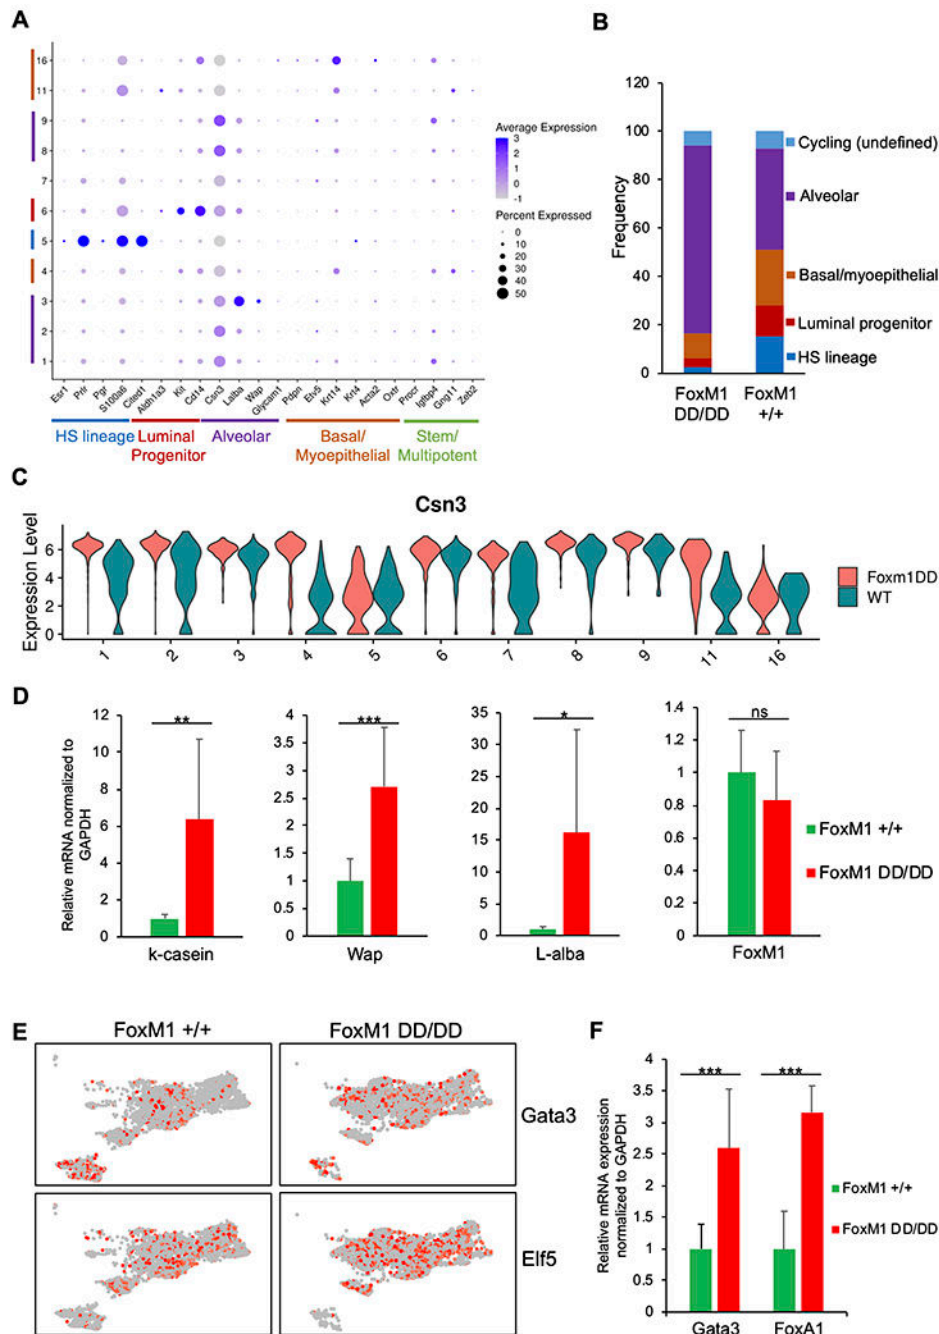 A
16
11
9
8
7
6
5
4
3
2
1
Esr1
Prlr
Pgr
S100a6
Cited1
Aldh1a3
Kit
Cd14
Csn3
Lalba
Wap
Glycam1
Pdpn
Etv5
Krt14
Krt4
Acta2
Oxtr
Procr
Igfbp4
Gng11
Zeb2
HS lineage
Luminal
Progenitor
Alveolar
Basal/
Myoepithelial
Stem/
Multipotent
Average Expression
3
2
1
0
-1
Percent Expressed
0
10
20
30
40
50
B
Frequency
120
100
80
60
40
20
0
FoxM1
DD/DD
FoxM1
+/+
Cycling (undefined)
Alveolar
Basal/myoepithelial
Luminal progenitor
HS lineage
C
Csn3
Expression Level
6
4
2
0
1
2
3
4
5
6
7
8
9
11
16
Foxm1DD
WT
D
Relative mRNA normalized to
GAPDH
12
10
8
6
4
2
0
**
k-casein
4
3.5
3
2.5
2
1.5
1
0.5
0
***
Wap
35
30
25
20
15
10
5
0
*
L-alba
1.4
1.2
1
0.8
0.6
0.4
0.2
0
ns
FoxM1
FoxM1 +/+
FoxM1 DD/DD
E
FoxM1 +/+
FoxM1 DD/DD
Gata3
Elf5
F
Relative mRNA expression
normalized to GAPDH
4
3.5
3
2.5
2
1.5
1
0.5
0
***
***
Gata3
FoxA1
FoxM1 +/+
FoxM1 DD/DD